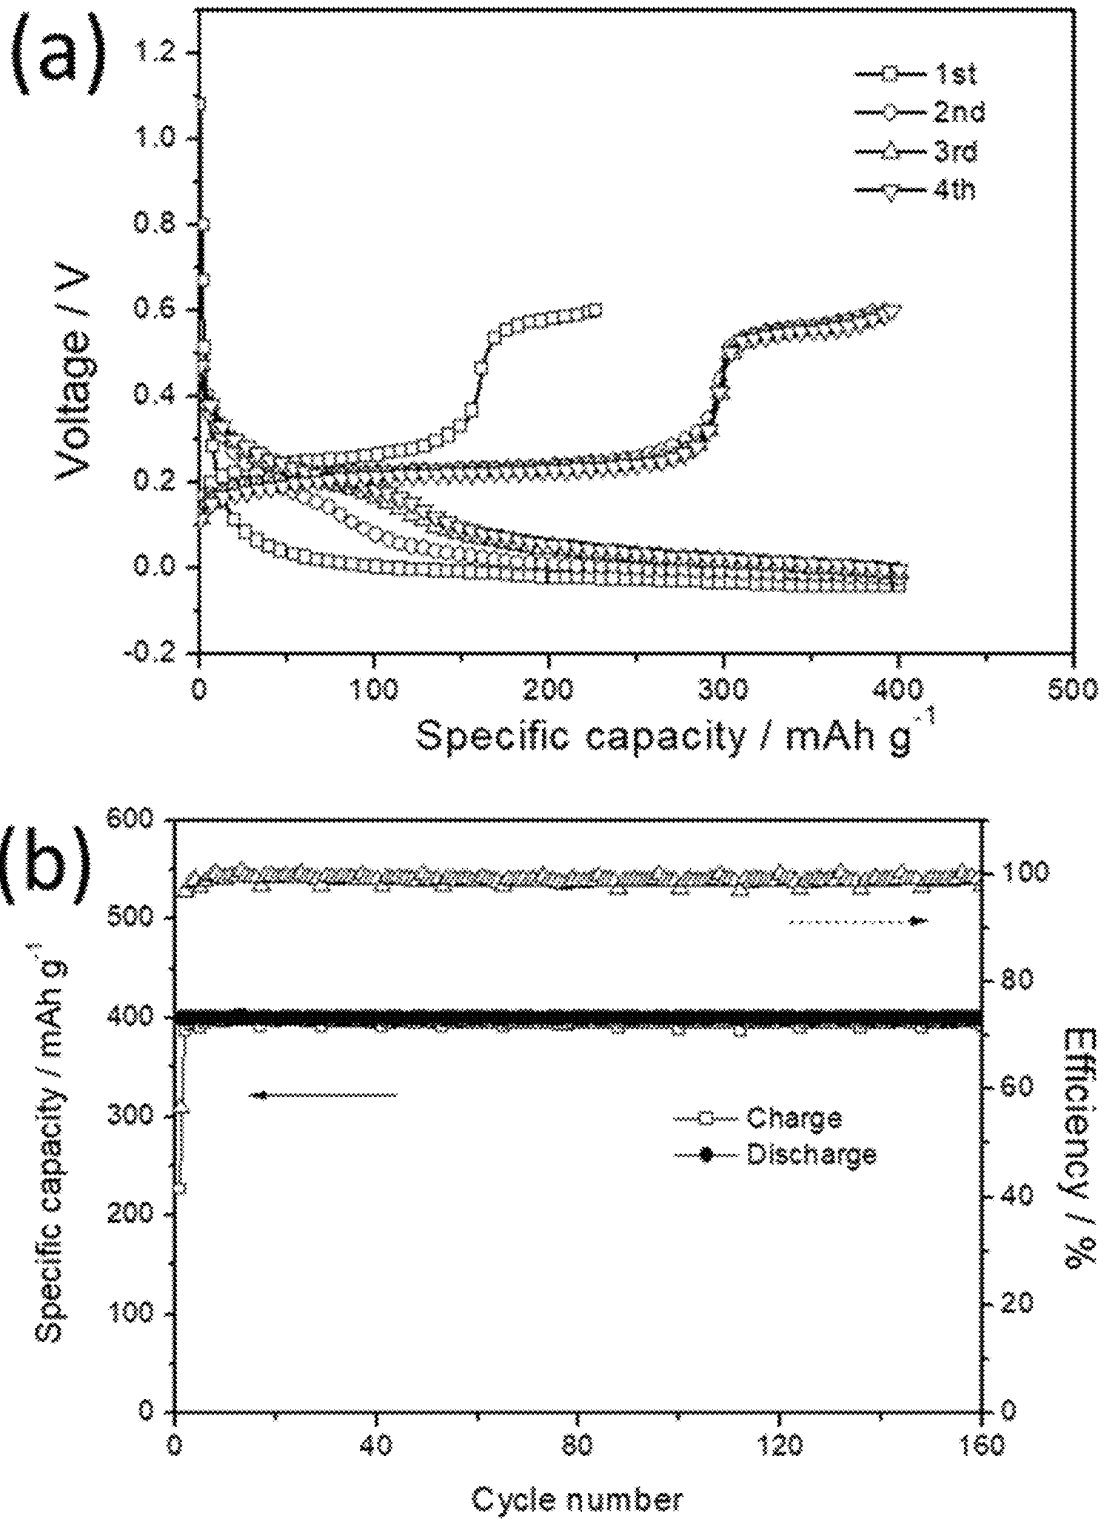 (a)
1.2
1.0
0.8
0.6
0.4
0.2
0.0
-0.2
Voltage / V
1st
2nd
3rd
4th
0 100 200 300 400 500
Specific capacity / mAh g-1
(b)
600
500
400
300
200
100
0
Specific capacity / mAh g-1
Charge
Discharge
100
80
60
40
20
0
Efficiency / %
0 40 80 120 160
Cycle number